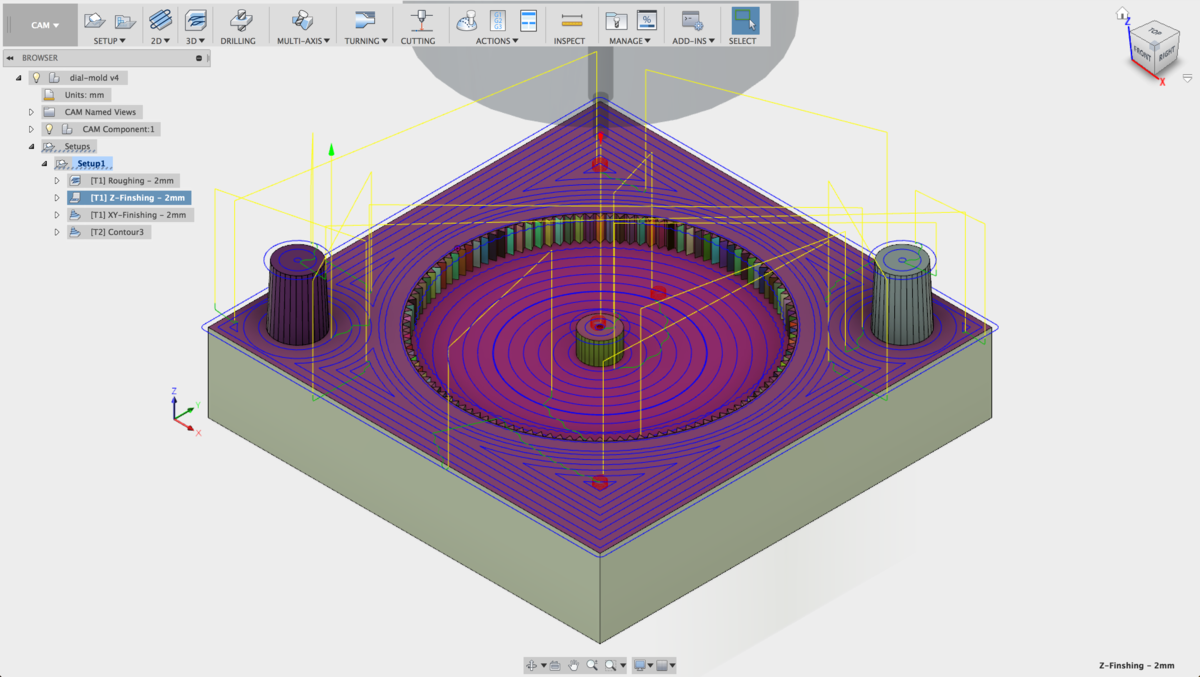 CAM
SETUP
2D
3D
DRILLING
MULTI-AXIS
TURNING
CUTTING
ACTIONS
INSPECT
MANAGE
ADD-INS
SELECT
G1
G2
%
BROWSER
dial-mold v4
Units: mm
CAM Named Views
CAM Component:1
Setups
Setup1
[T1] Roughing - 2mm
[T1] Z-Finshing - 2mm
[T1] XY-Finishing - 2mm
[T2] Contour3
Z
TOP
FRONT
RIGHT
X
Z
Y
X
Z-Finshing - 2mm